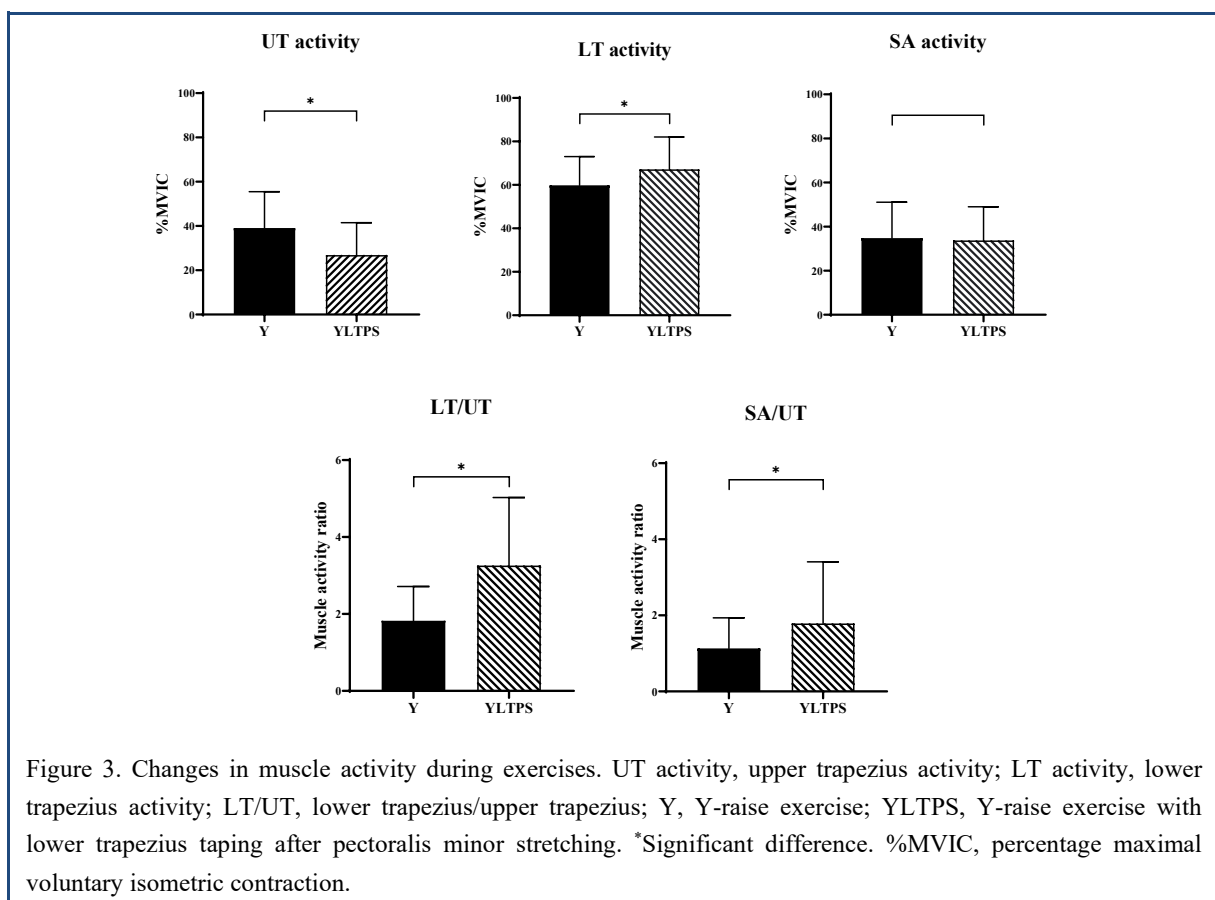 UT activity
LT activity
SA activity
100
80
60
40
20
0
%MVIC
*
Y
YLTPS
100
80
60
40
20
0
%MVIC
*
Y
YLTPS
100
80
60
40
20
0
%MVIC
Y
YLTPS
LT/UT
SA/UT
6
4
2
0
Muscle activity ratio
*
Y
YLTPS
6
4
2
0
Muscle activity ratio
*
Y
YLTPS
Figure 3. Changes in muscle activity during exercises. UT activity, upper trapezius activity; LT activity, lower
trapezius activity; LT/UT, lower trapezius/upper trapezius; Y, Y-raise exercise; YLTPS, Y-raise exercise with
lower trapezius taping after pectoralis minor stretching. *Significant difference. %MVIC, percentage maximal
voluntary isometric contraction.